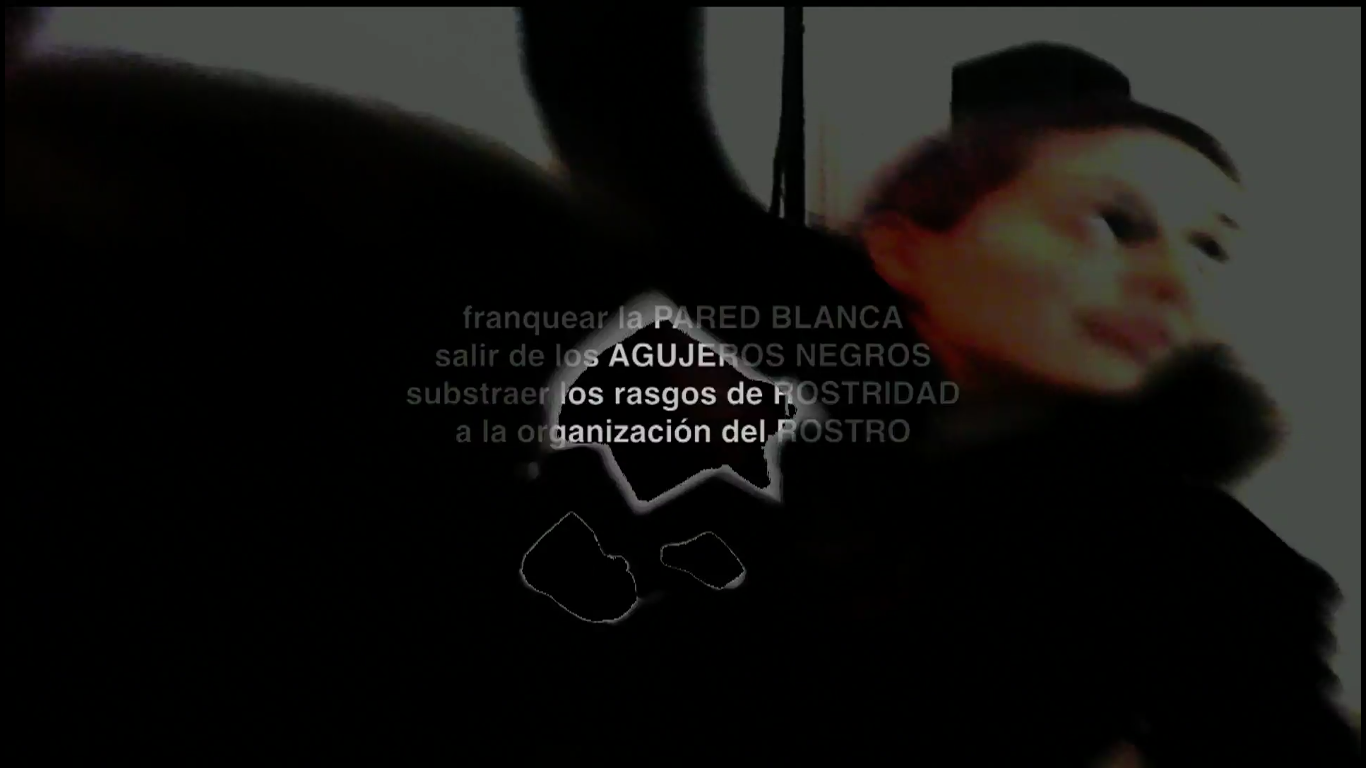 franquear la PARED BLANCA
salir de los AGUJEROS NEGROS
substraer los rasgos de ROSTRIDAD
a la organización del ROSTRO